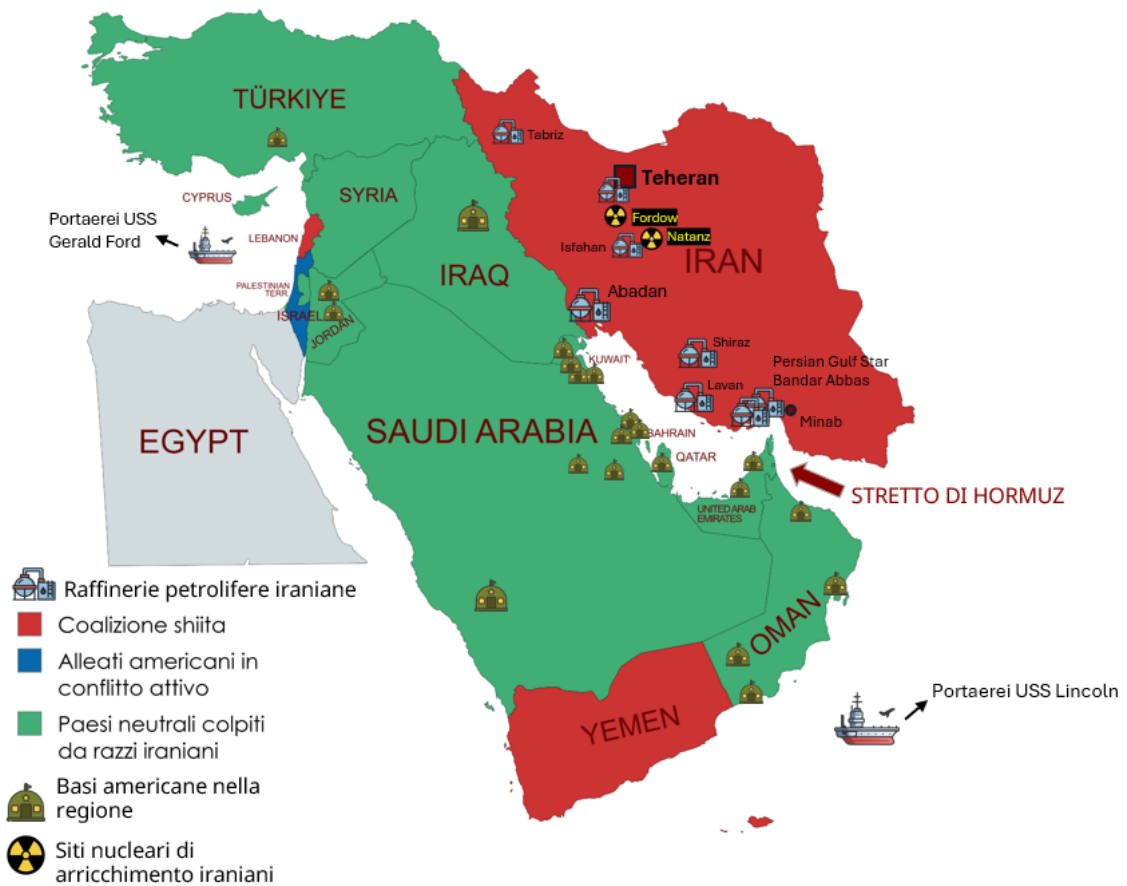 TÜRKIYE
Tabriz
Teheran
SYRIA
CYPRUS
Fordow
Portaerei USS
Gerald Ford
Natanz
LEBANON
Isfahan
IRAN
IRAQ
PALESTINIAN
TERR.
Abadan
ISRAEL
JORDAN
Shiraz
KUWAIT
Persian Gulf Star
Bandar Abbas
Lavan
Minab
SAUDI ARABIA
EGYPT
BAHRAIN
QATAR
STRETTO DI HORMUZ
UNITED ARAB
EMIRATES
Raffinerie petrolifere iraniane
Coalizione shiita
OMAN
Alleati americani in
conflitto attivo
Portaerei USS Lincoln
Paesi neutrali colpiti
da razzi iraniani
YEMEN
Basi americane nella
regione
Siti nucleari di
arricchimento iraniani